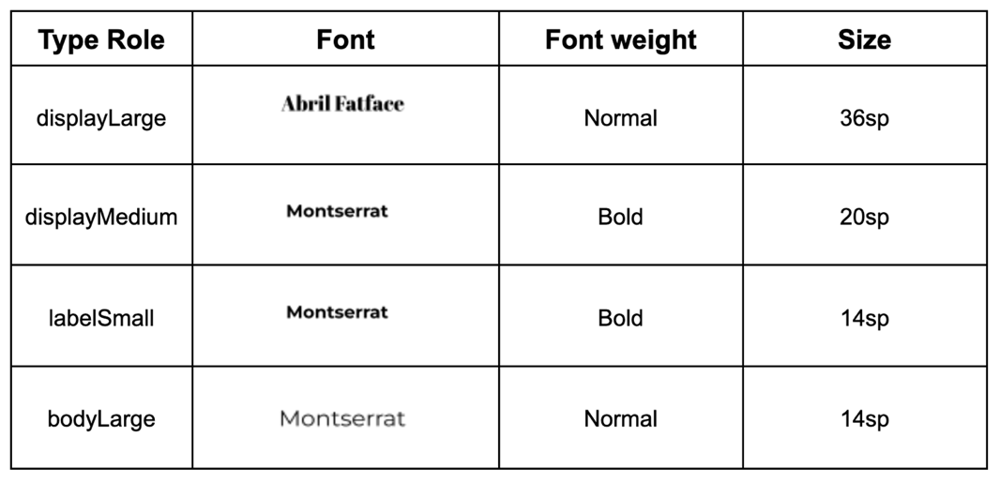 Type Role Font Font weight Size
displayLarge Abril Fatface Normal 36sp
displayMedium Montserrat Bold 20sp
labelSmall Montserrat Bold 14sp
bodyLarge Montserrat Normal 14sp